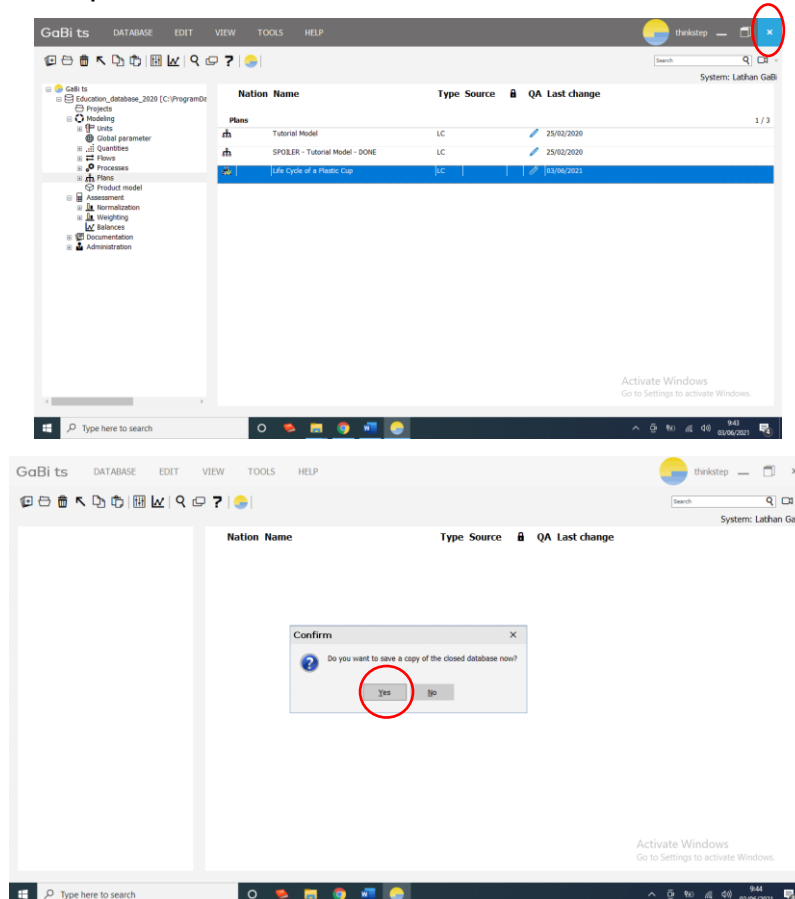 GaBi ts DATABASE EDIT VIEW TOOLS HELP thinkstep
Search
System: Latihan GaBi
GaBi ts
Education_database_2020 [C:\ProgramDa
Projects
Modeling
Units
Global parameter
Quantities
Flows
Processes
Plans
Product model
Assessment
Normalization
Weighting
Balances
Documentation
Administration
Nation Name Type Source QA Last change
Plans 1 / 3
Tutorial Model LC 25/02/2020
SPOILER - Tutorial Model - DONE LC 25/02/2020
Life Cycle of a Plastic Cup LC 03/06/2021
Activate Windows
Go to Settings to activate Windows.
Type here to search 9:43
03/06/2021
GaBi ts DATABASE EDIT VIEW TOOLS HELP thinkstep
Search
System: Latihan Ga
Nation Name Type Source QA Last change
Confirm
Do you want to save a copy of the closed database now?
Yes No
Activate Windows
Go to Settings to activate Windows.
Type here to search 9:44